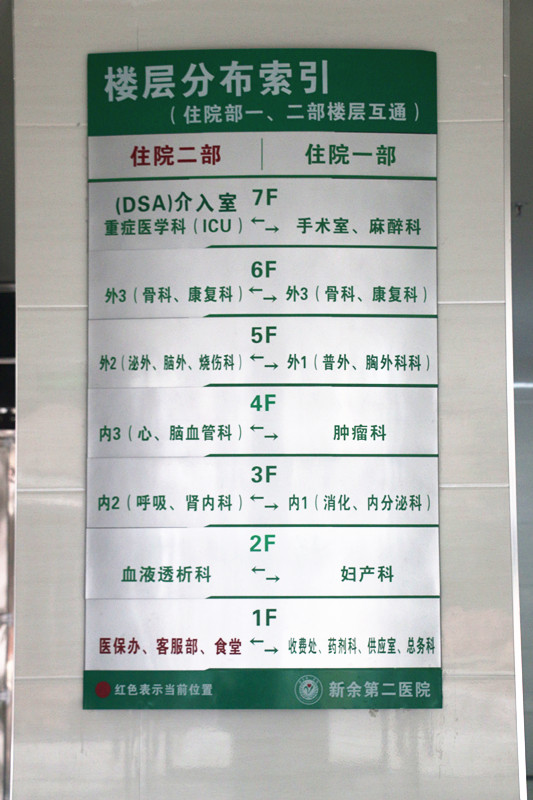 楼层分布索引
（住院部一、二部楼层互通）
住院二部 住院一部
7F
(DSA)介入室
重症医学科（ICU） ←→ 手术室、麻醉科
6F
外3（骨科、康复科） ←→ 外3（骨科、康复科）
5F
外2（泌外、脑外、烧伤科） ←→ 外1（普外、胸外科科）
4F
内3（心、脑血管科） ←→ 肿瘤科
3F
内2（呼吸、肾内科） ←→ 内1（消化、内分泌科）
2F
血液透析科 ←→ 妇产科
1F
医保办、客服部、食堂 ←→ 收费处、药剂科、供应室、总务科
红色表示当前位置 新余第二医院